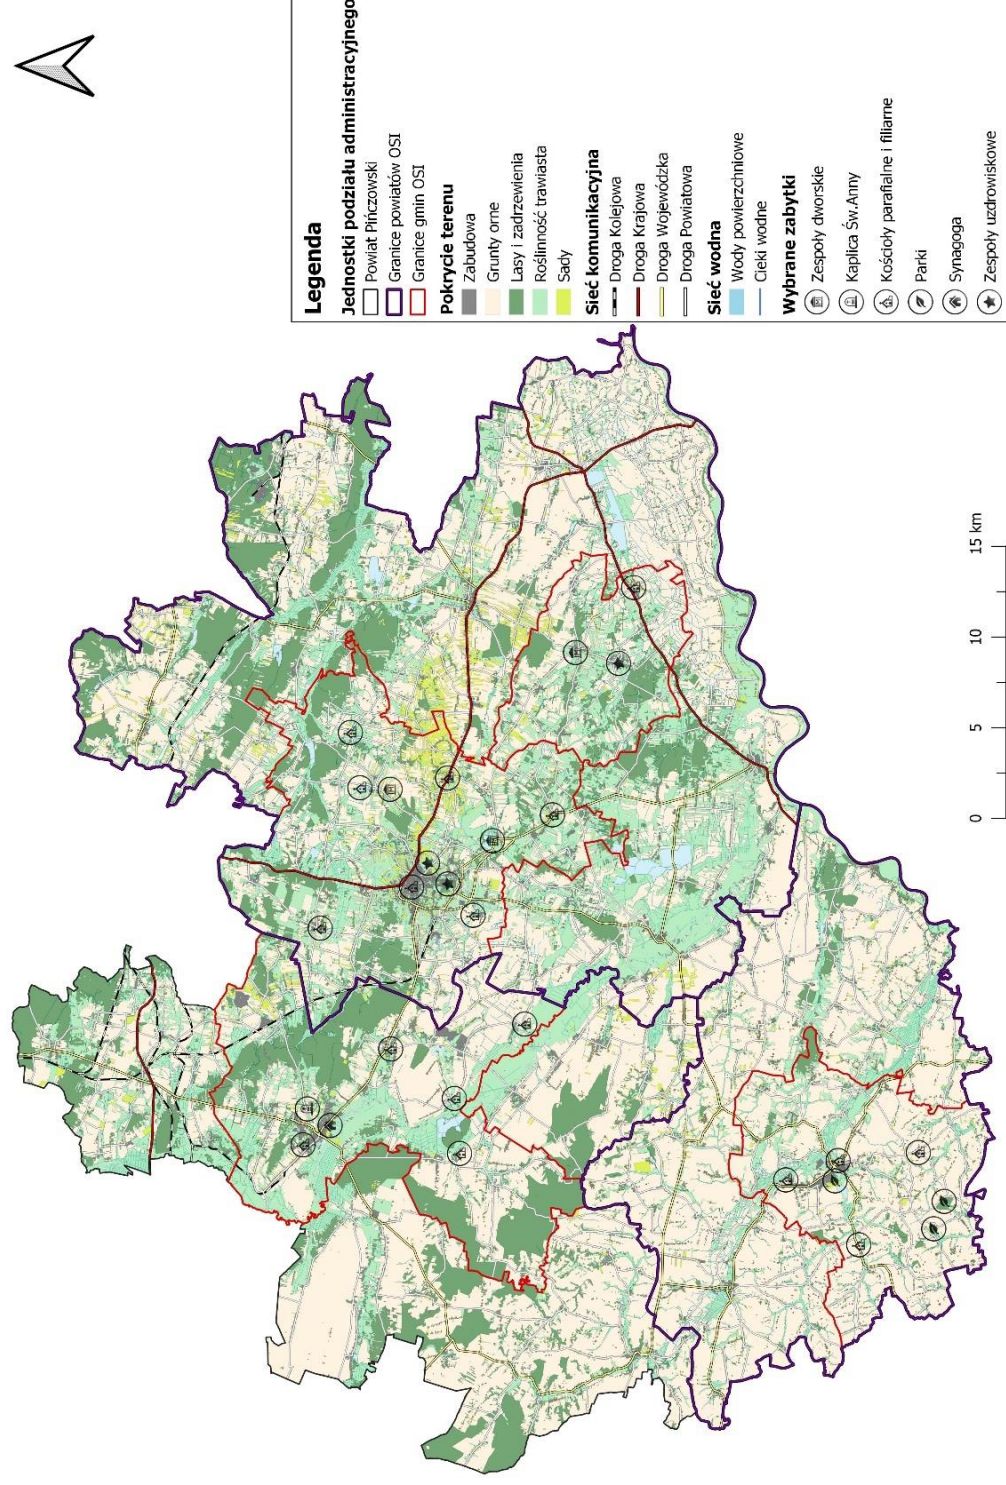 Legenda
Jednostki podziału administracyjnego
Powiat Pińczowski
Granice powiatów OSI
Granice gmin OSI
Pokrycie terenu
Zabudowa
Grunty orne
Lasy i zadrzewienia
Roślinność trawiasta
Sady
Sieć komunikacyjna
Droga Kolejowa
Droga Krajowa
Droga Wojewódzka
Droga Powiatowa
Sieć wodna
Wody powierzchniowe
Cieki wodne
Wybrane zabytki
Zespoły dworskie
Kaplica Św.Anny
Kościoły parafialne i filiarne
Parki
Synagoga
Zespoły uzdrowiskowe
0 5 10 15 km